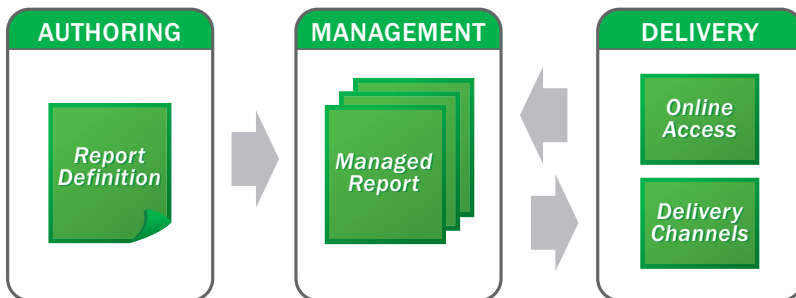 AUTHORING
Report
Definition
MANAGEMENT
Managed
Report
DELIVERY
Online
Access
Delivery
Channels